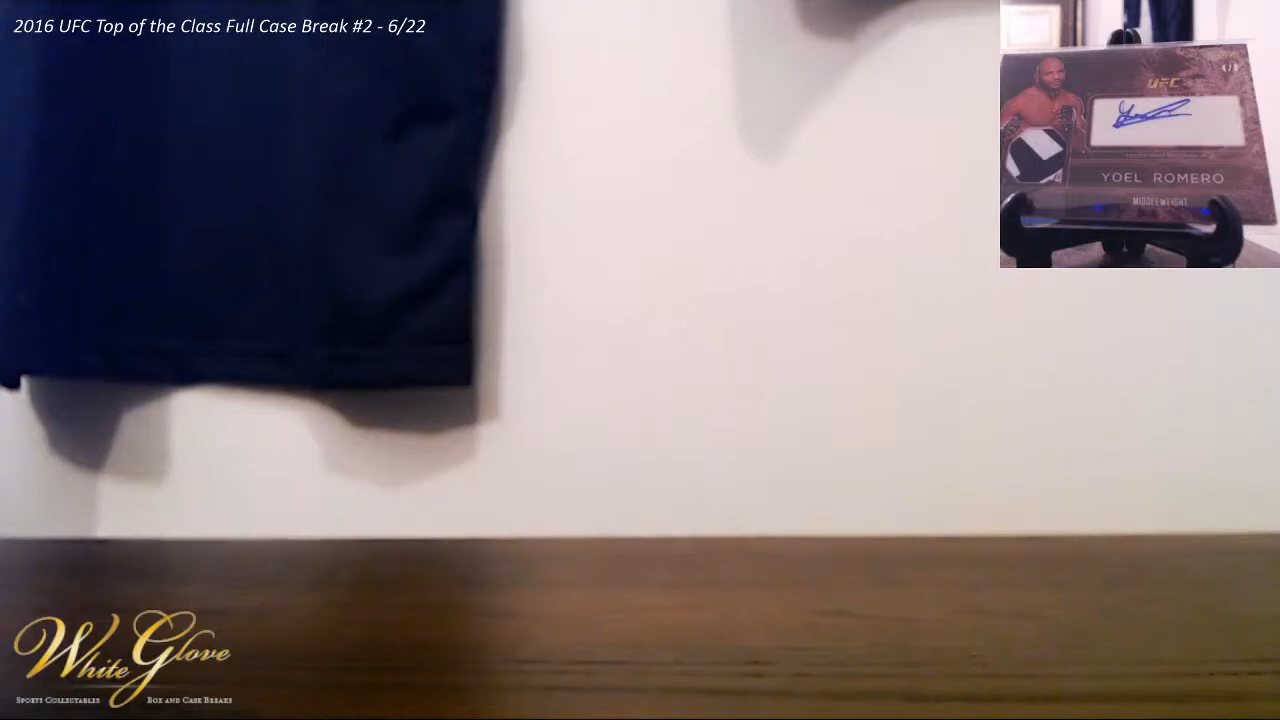 2016 UFC Top of the Class Full Case Break #2 - 6/22
UFC
YOEL ROMERO
MIDDLEWEIGHT
White Glove
SPORTS COLLECTABLES BOX AND CASE BREAKS